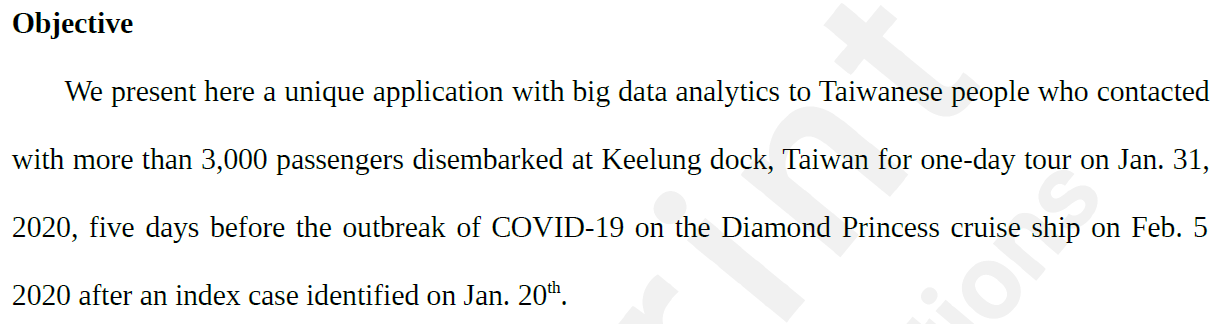 Objective
We present here a unique application with big data analytics to Taiwanese people who contacted
with more than 3,000 passengers disembarked at Keelung dock, Taiwan for one-day tour on Jan. 31,
2020, five days before the outbreak of COVID-19 on the Diamond Princess cruise ship on Feb. 5
2020 after an index case identified on Jan. 20th.